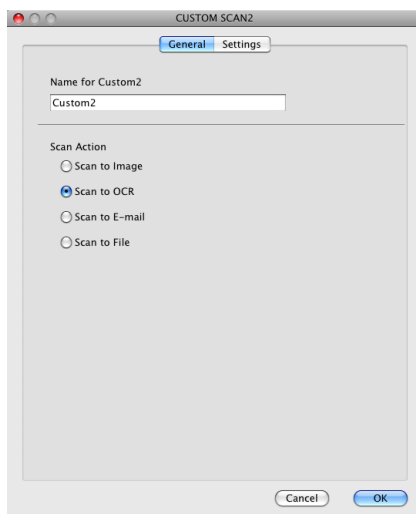 CUSTOM SCAN2
General Settings
Name for Custom2
Custom2
Scan Action
Scan to Image
Scan to OCR
Scan to E-mail
Scan to File
Cancel OK